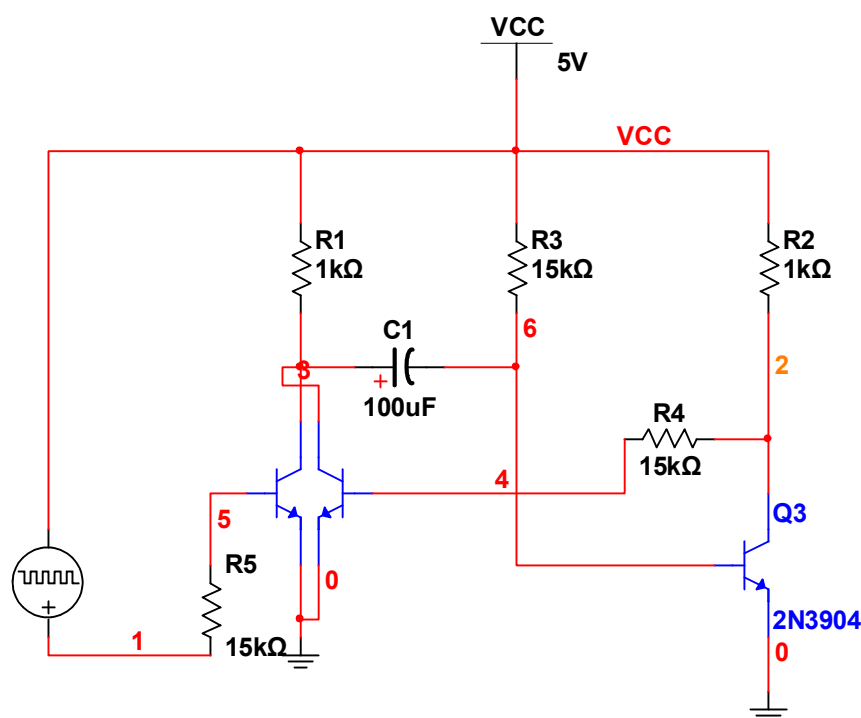 VCC
5V
VCC
R1
1kΩ
R3
15kΩ
R2
1kΩ
6
C1
3
+
100uF
2
R4
15kΩ
4
5
Q3
R5
0
+
2N3904
1
15kΩ
0